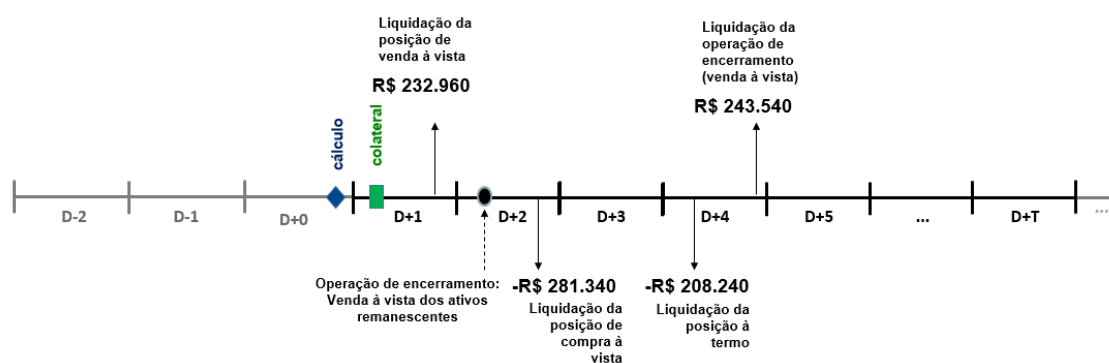 Liquidação da
posição de
venda à vista
R$ 232.960
Liquidação da
operação de
encerramento
(venda à vista)
R$ 243.540
cálculo
colateral
D-2
D-1
D+0
D+1
D+2
D+3
D+4
D+5
...
D+T
...
Operação de encerramento:
Venda à vista dos ativos
remanescentes
-R$ 281.340
Liquidação da
posição de
compra à
vista
-R$ 208.240
Liquidação da
posição à
termo